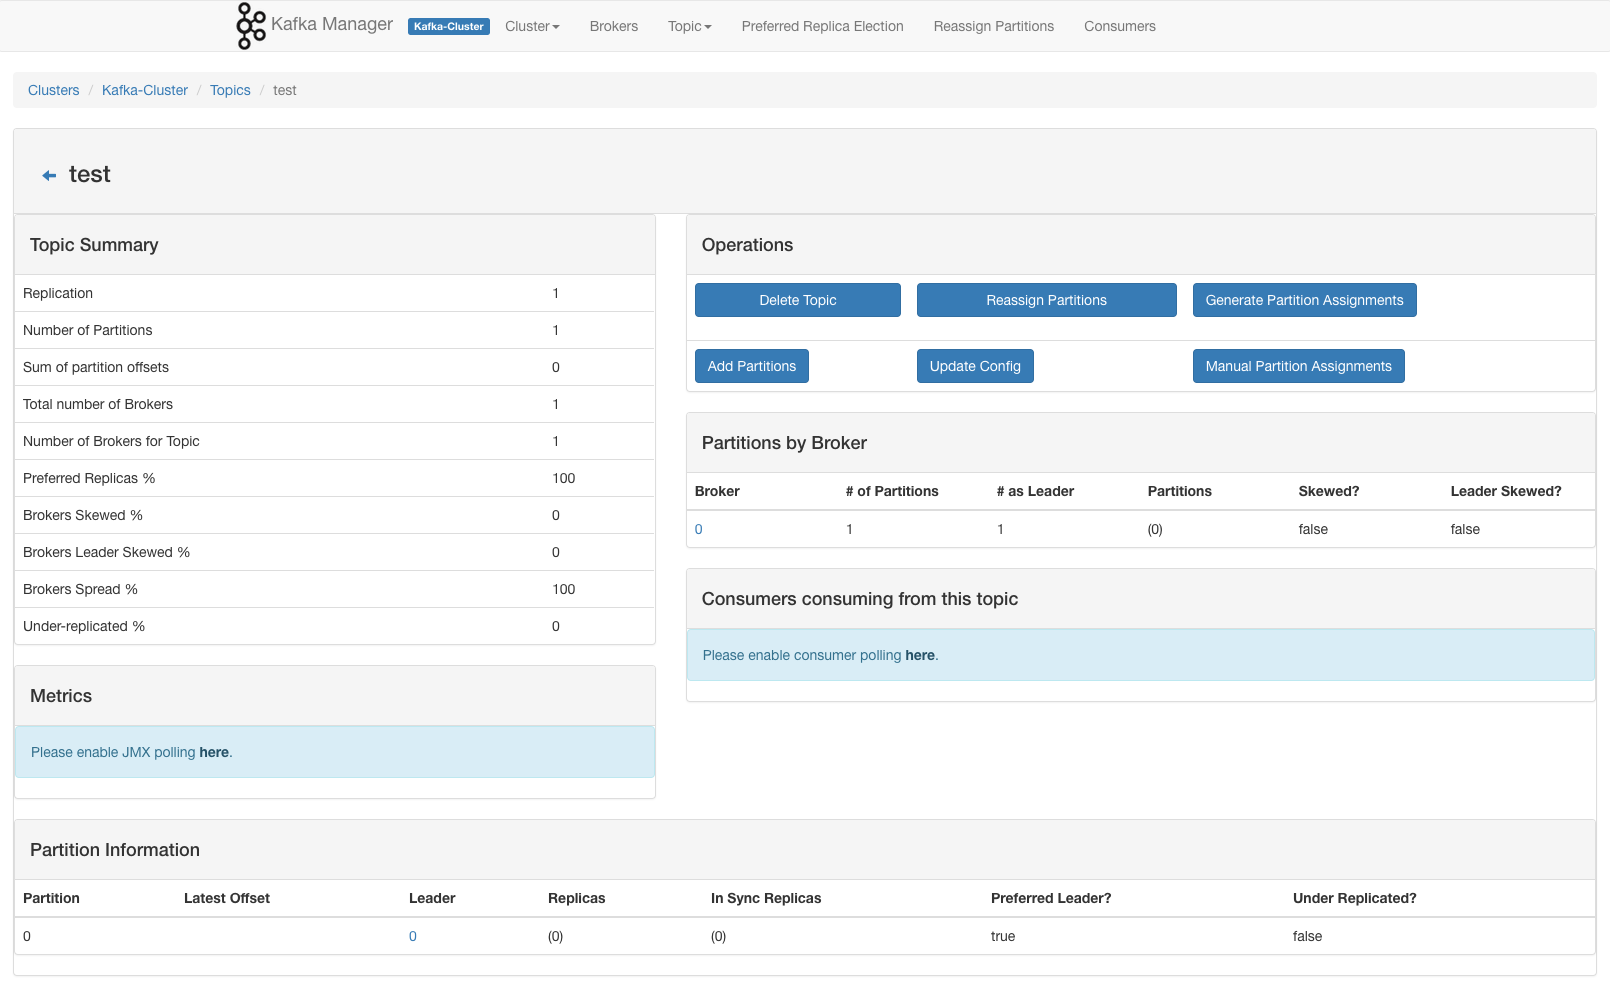 Kafka Manager Kafka-Cluster Cluster Brokers Topic Preferred Replica Election Reassign Partitions Consumers
Clusters / Kafka-Cluster / Topics / test
test
Topic Summary
Replication 1
Number of Partitions 1
Sum of partition offsets 0
Total number of Brokers 1
Number of Brokers for Topic 1
Preferred Replicas % 100
Brokers Skewed % 0
Brokers Leader Skewed % 0
Brokers Spread % 100
Under-replicated % 0
Metrics
Please enable JMX polling here.
Operations
Delete Topic Reassign Partitions Generate Partition Assignments
Add Partitions Update Config Manual Partition Assignments
Partitions by Broker
Broker # of Partitions # as Leader Partitions Skewed? Leader Skewed?
0 1 1 (0) false false
Consumers consuming from this topic
Please enable consumer polling here.
Partition Information
Partition Latest Offset Leader Replicas In Sync Replicas Preferred Leader? Under Replicated?
0 0 (0) (0) true false